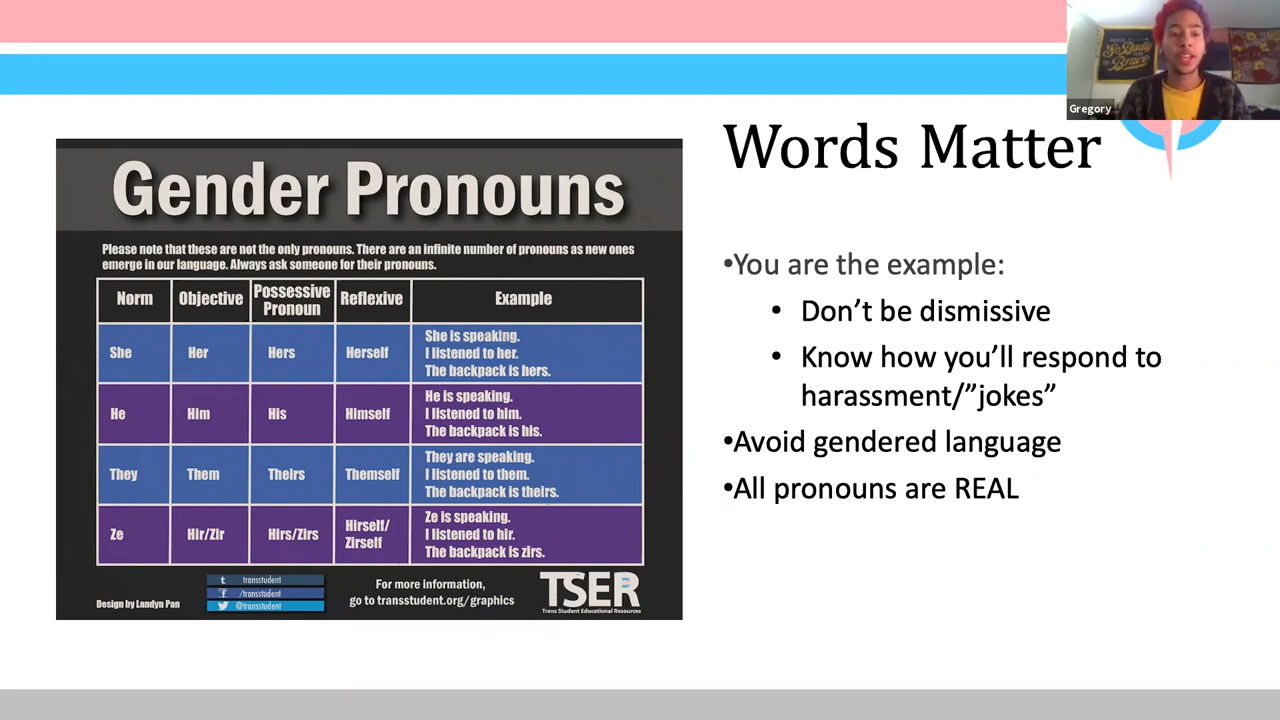 Gregory
So Bady
Brave
Words Matter
Gender Pronouns
Please note that these are not the only pronouns. There are an infinite number of pronouns as new ones
emerge in our language. Always ask someone for their pronouns.
Norm Objective Possessive Pronoun Reflexive Example
She Her Hers Herself She is speaking.
I listened to her.
The backpack is hers.
He Him His Himself He is speaking.
I listened to him.
The backpack is his.
They Them Theirs Themself They are speaking.
I listened to them.
The backpack is theirs.
Ze Hir/Zir Hirs/Zirs Hirself/ Zirself Ze is speaking.
I listened to hir.
The backpack is zirs.
Design by Landyn Pan
t transstudent
f /transstudent
@transstudent
For more information,
go to transstudent.org/graphics
TSER
Trans Student Educational Resources
•You are the example:
• Don’t be dismissive
• Know how you’ll respond to
harassment/”jokes”
•Avoid gendered language
•All pronouns are REAL